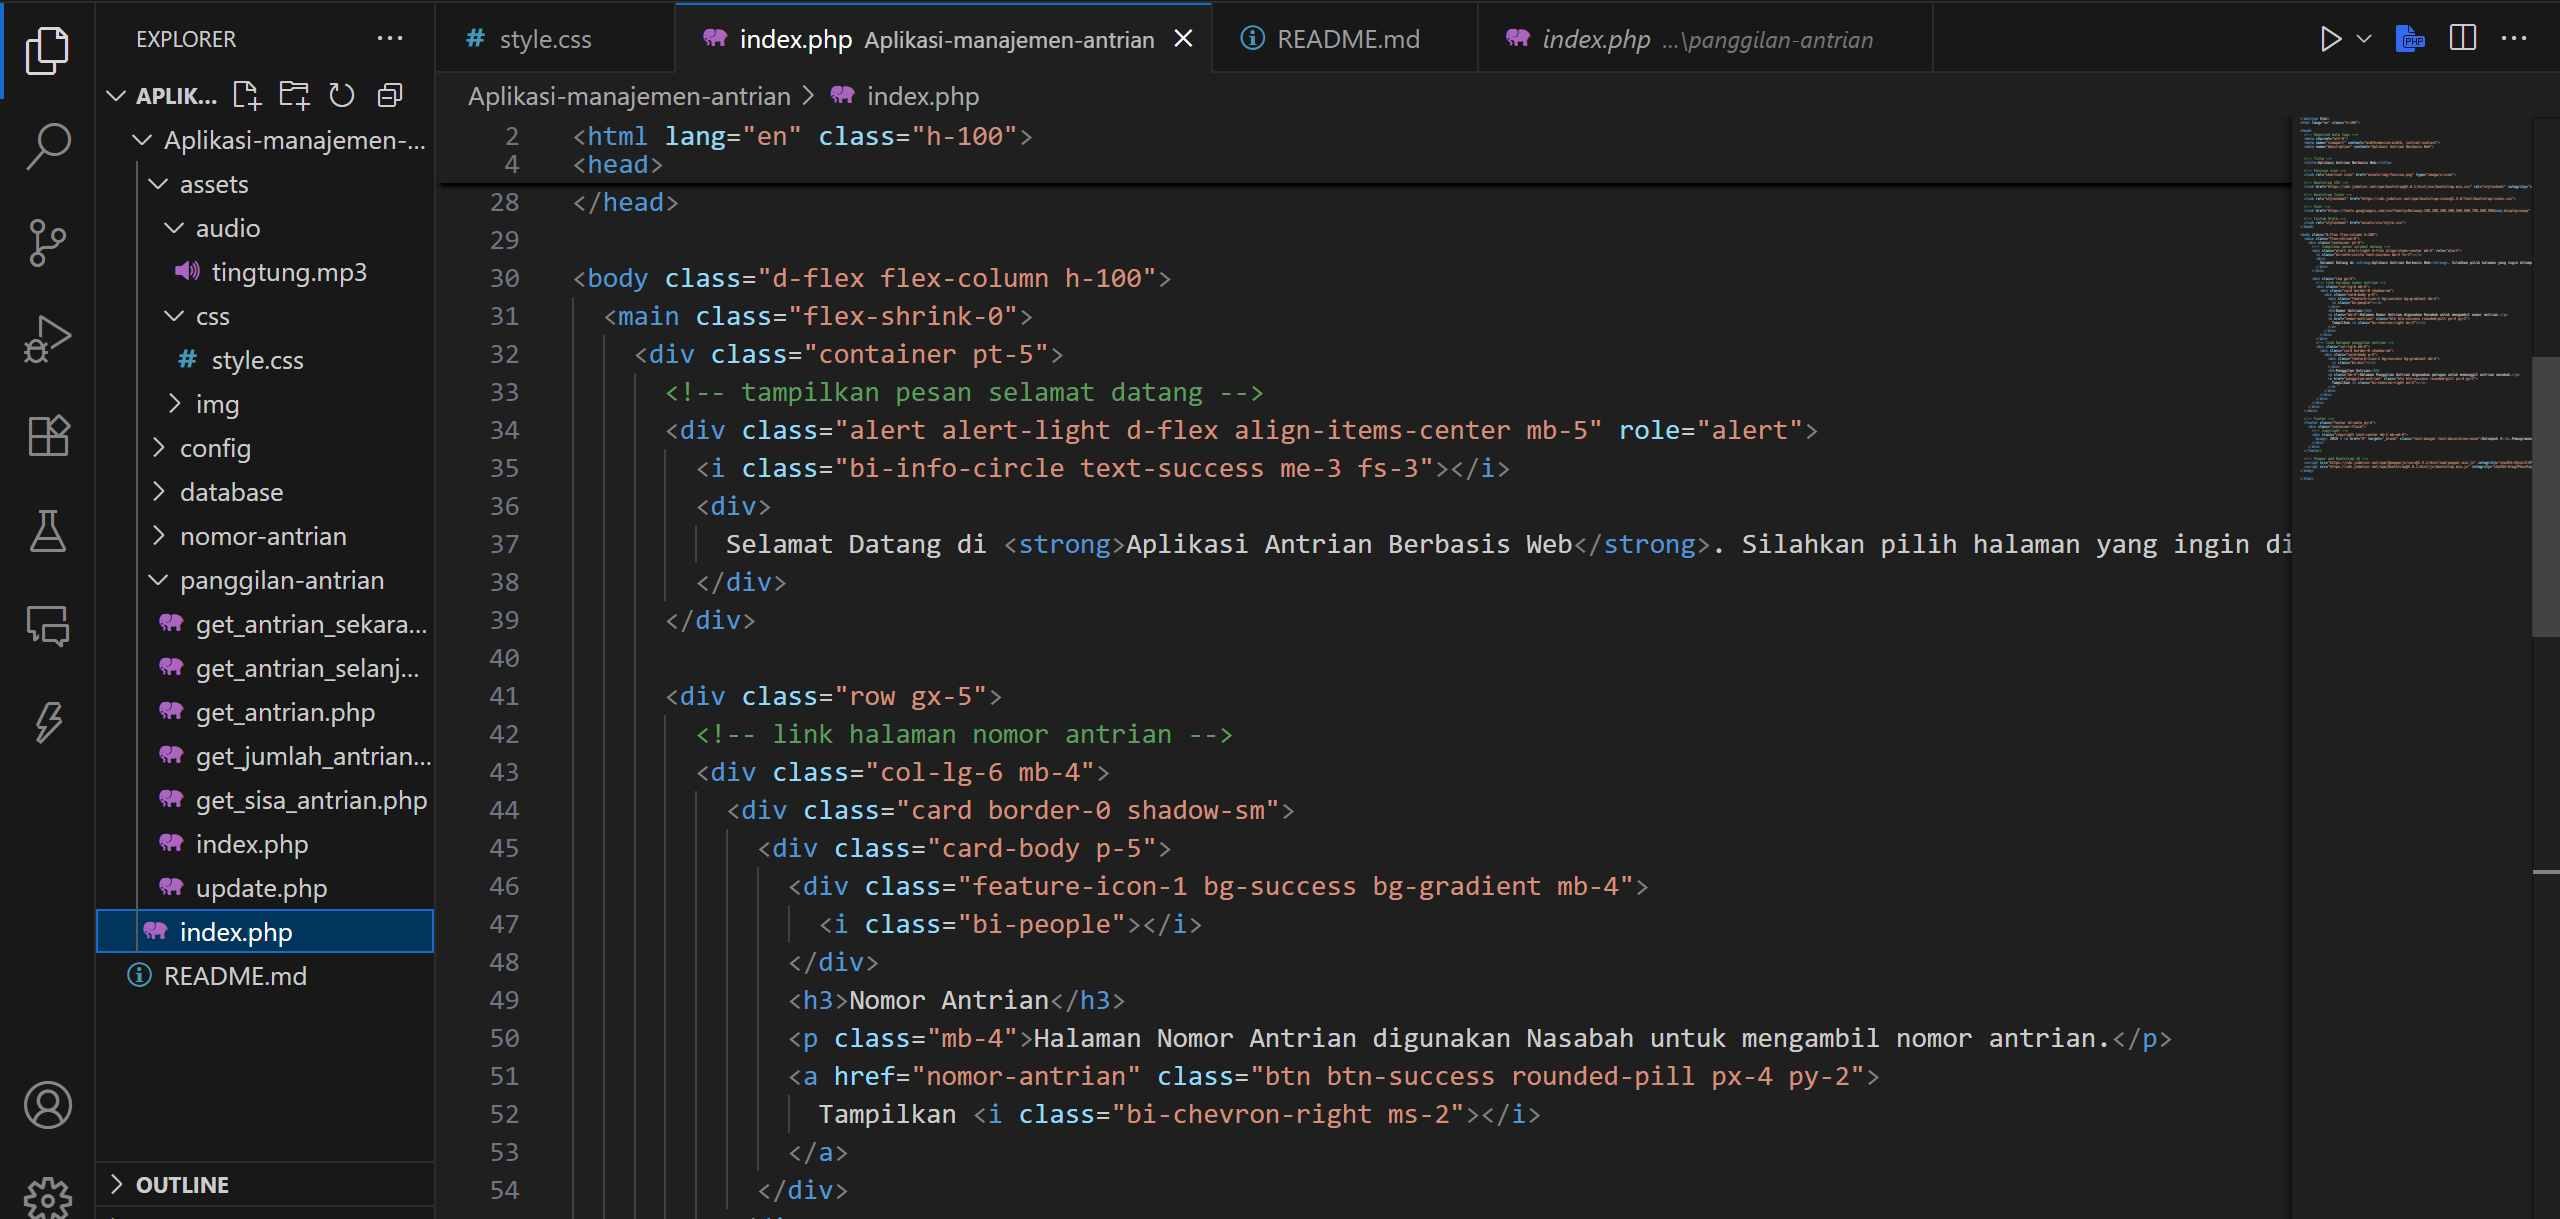 EXPLORER
APLIK...
Aplikasi-manajemen-...
assets
audio
tingtung.mp3
css
# style.css
img
config
database
nomor-antrian
panggilan-antrian
get_antrian_sekara...
get_antrian_selanj...
get_antrian.php
get_jumlah_antrian...
get_sisa_antrian.php
index.php
update.php
index.php
README.md
OUTLINE
# style.css
index.php Aplikasi-manajemen-antrian
README.md
index.php ...\panggilan-antrian
PHP
Aplikasi-manajemen-antrian > index.php
2 <html lang="en" class="h-100">
4 <head>
28 </head>
29
30 <body class="d-flex flex-column h-100">
31 <main class="flex-shrink-0">
32 <div class="container pt-5">
33 <!-- tampilkan pesan selamat datang -->
34 <div class="alert alert-light d-flex align-items-center mb-5" role="alert">
35 <i class="bi-info-circle text-success me-3 fs-3"></i>
36 <div>
37 Selamat Datang di <strong>Aplikasi Antrian Berbasis Web</strong>. Silahkan pilih halaman yang ingin di
38 </div>
39 </div>
40
41 <div class="row gx-5">
42 <!-- link halaman nomor antrian -->
43 <div class="col-lg-6 mb-4">
44 <div class="card border-0 shadow-sm">
45 <div class="card-body p-5">
46 <div class="feature-icon-1 bg-success bg-gradient mb-4">
47 <i class="bi-people"></i>
48 </div>
49 <h3>Nomor Antrian</h3>
50 <p class="mb-4">Halaman Nomor Antrian digunakan Nasabah untuk mengambil nomor antrian.</p>
51 <a href="nomor-antrian" class="btn btn-success rounded-pill px-4 py-2">
52 Tampilkan <i class="bi-chevron-right ms-2"></i>
53 </a>
54 </div>